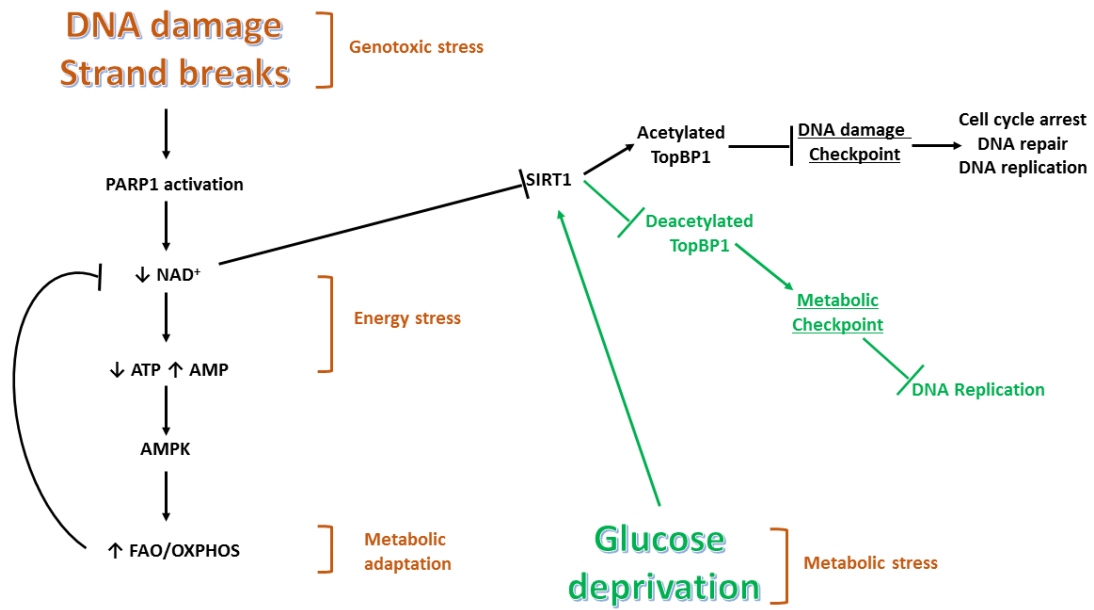 DNA damage
Strand breaks
Genotoxic stress
PARP1 activation
↓ NAD⁺
Energy stress
↓ ATP ↑ AMP
AMPK
↑ FAO/OXPHOS
Metabolic
adaptation
SIRT1
Acetylated
TopBP1
DNA damage
Checkpoint
Cell cycle arrest
DNA repair
DNA replication
Deacetylated
TopBP1
Metabolic
Checkpoint
DNA Replication
Glucose
deprivation
Metabolic stress